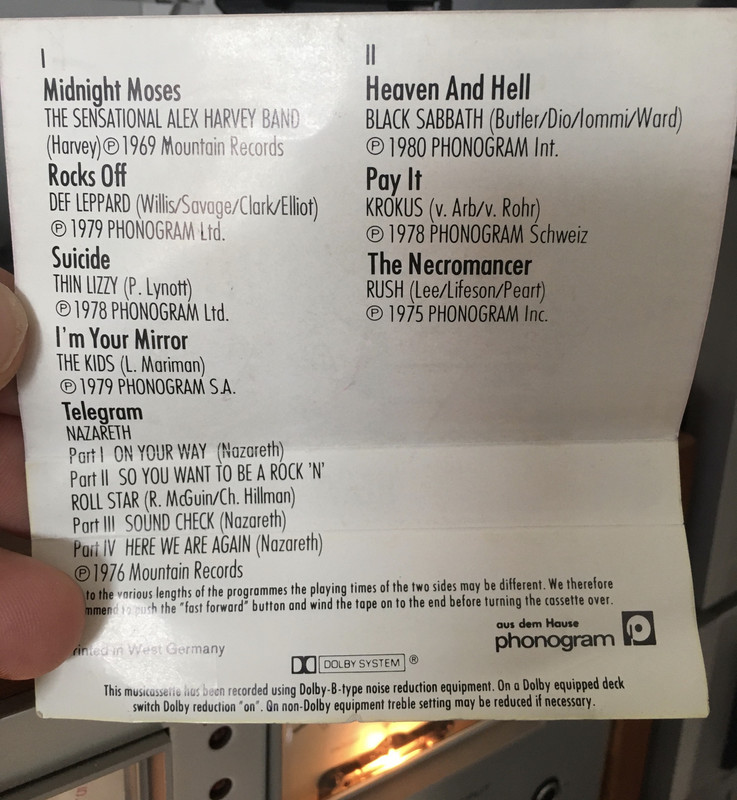 I
Midnight Moses
THE SENSATIONAL ALEX HARVEY BAND
(Harvey) Ⓟ 1969 Mountain Records
Rocks Off
DEF LEPPARD (Willis/Savage/Clark/Elliot)
Ⓟ 1979 PHONOGRAM Ltd.
Suicide
THIN LIZZY (P. Lynott)
Ⓟ 1978 PHONOGRAM Ltd.
I'm Your Mirror
THE KIDS (L. Mariman)
Ⓟ 1979 PHONOGRAM S.A.
Telegram
NAZARETH
Part I ON YOUR WAY (Nazareth)
Part II SO YOU WANT TO BE A ROCK 'N'
ROLL STAR (R. McGuin/Ch. Hillman)
Part III SOUND CHECK (Nazareth)
Part IV HERE WE ARE AGAIN (Nazareth)
Ⓟ 1976 Mountain Records
II
Heaven And Hell
BLACK SABBATH (Butler/Dio/Iommi/Ward)
Ⓟ 1980 PHONOGRAM Int.
Pay It
KROKUS (v. Arb/v. Rohr)
Ⓟ 1978 PHONOGRAM Schweiz
The Necromancer
RUSH (Lee/Lifeson/Peart)
Ⓟ 1975 PHONOGRAM Inc.
to the various lengths of the programmes the playing times of the two sides may be different. We therefore
mmend to push the "fast forward" button and wind the tape on to the end before turning the cassette over.
rinted in West Germany
DOLBY SYSTEM ®
aus dem Hause
phonogram
This musicassette has been recorded using Dolby-B-type noise reduction equipment. On a Dolby equipped deck
switch Dolby reduction "on". On non-Dolby equipment treble setting may be reduced if necessary.